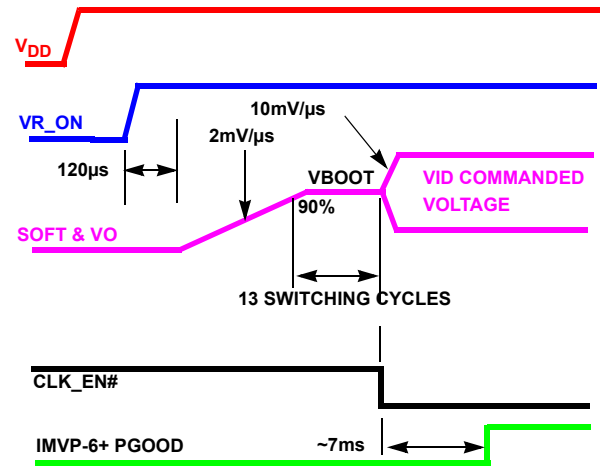 VDD
VR_ON
10mV/µs
2mV/µs
120µs
VBOOT
VID COMMANDED
VOLTAGE
90%
SOFT & VO
13 SWITCHING CYCLES
CLK_EN#
IMVP-6+ PGOOD
~7ms